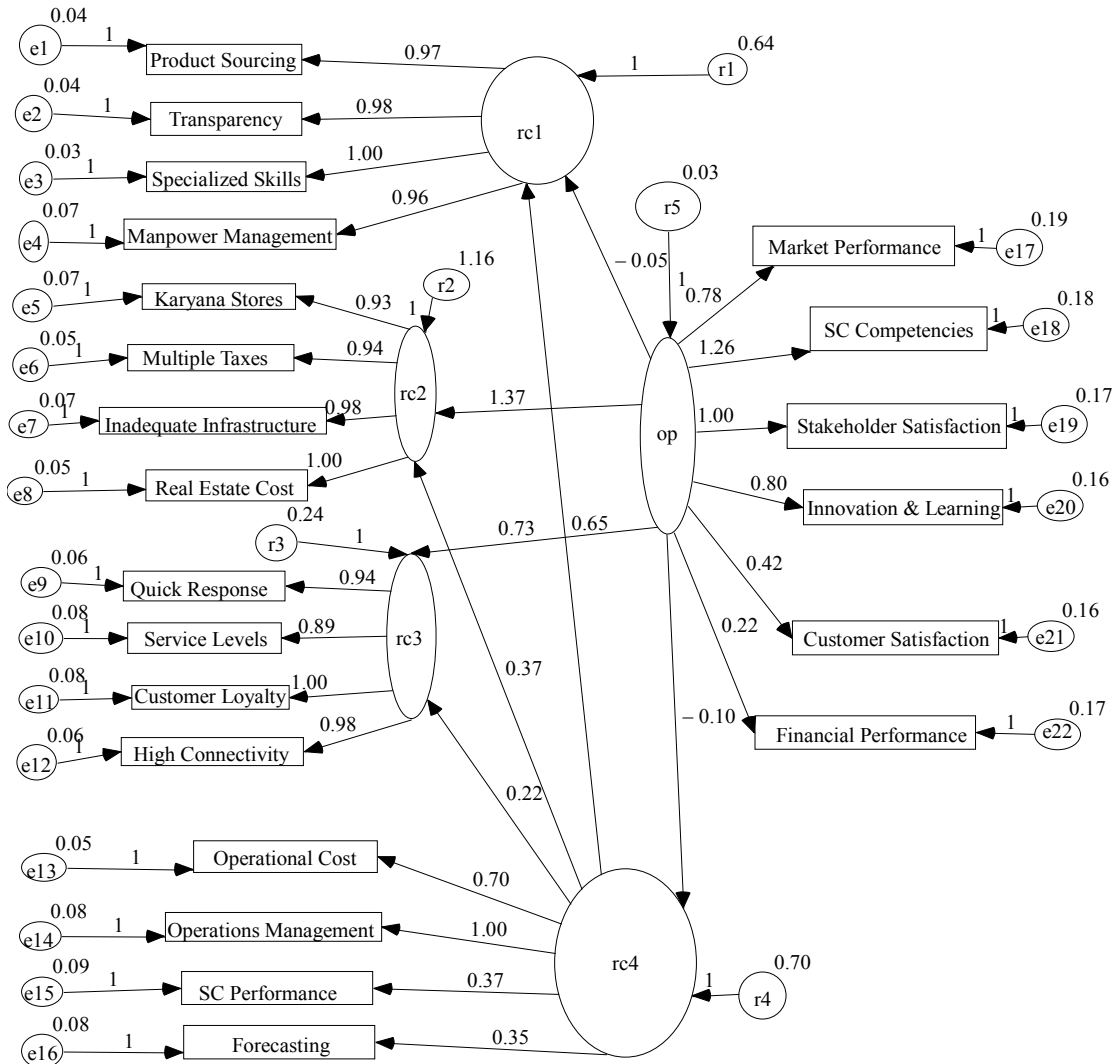 0.04
e1
1
Product Sourcing
0.97
1
0.64
r1
0.04
e2
1
Transparency
0.98
rc1
0.03
e3
1
Specialized Skills
1.00
0.07
e4
1
Manpower Management
0.96
0.03
r5
– 0.05
1
0.78
Market Performance
1
0.19
e17
0.07
e5
1
Karyana Stores
0.93
1
1.16
r2
0.05
e6
1
Multiple Taxes
0.94
rc2
1.26
SC Competencies
1
0.18
e18
0.07
e7
1
Inadequate Infrastructure
0.98
1.37
op
1.00
Stakeholder Satisfaction
1
0.17
e19
0.05
e8
1
Real Estate Cost
1.00
0.80
Innovation & Learning
1
0.16
e20
0.24
r3
1
0.73
0.65
0.06
e9
1
Quick Response
0.94
0.42
0.08
e10
1
Service Levels
0.89
rc3
0.22
Customer Satisfaction
1
0.16
e21
0.08
e11
1
Customer Loyalty
1.00
0.37
0.06
e12
1
High Connectivity
0.98
– 0.10
Financial Performance
1
0.17
e22
0.22
0.05
e13
1
Operational Cost
0.70
0.08
e14
1
Operations Management
1.00
rc4
0.09
e15
1
SC Performance
0.37
1
0.70
r4
0.08
e16
1
Forecasting
0.35